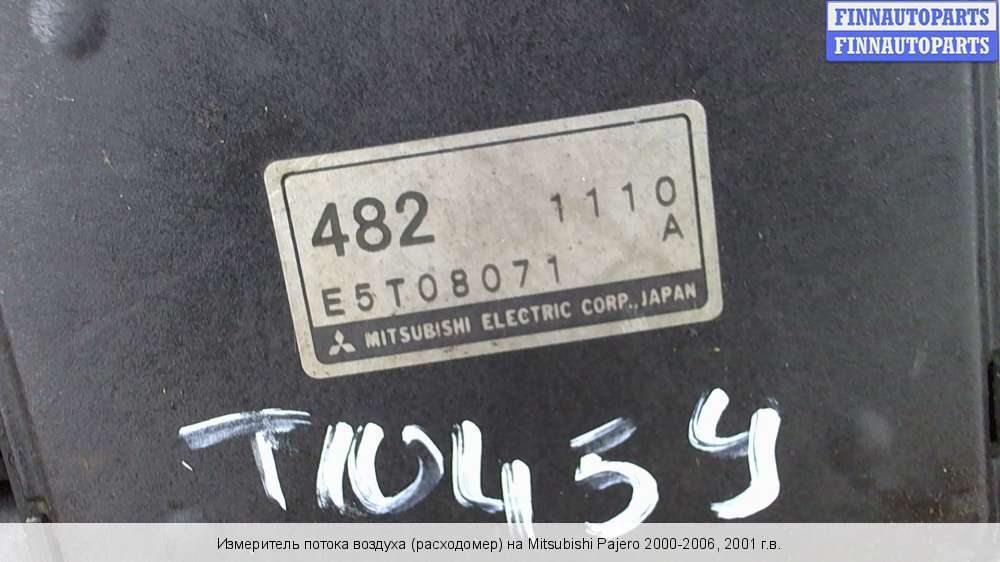 FINNAUTOPARTS
FINNAUTOPARTS
482 1110
A
E5T08071
MITSUBISHI ELECTRIC CORP., JAPAN
T10459
Измеритель потока воздуха (расходомер) на Mitsubishi Pajero 2000-2006, 2001 г.в.